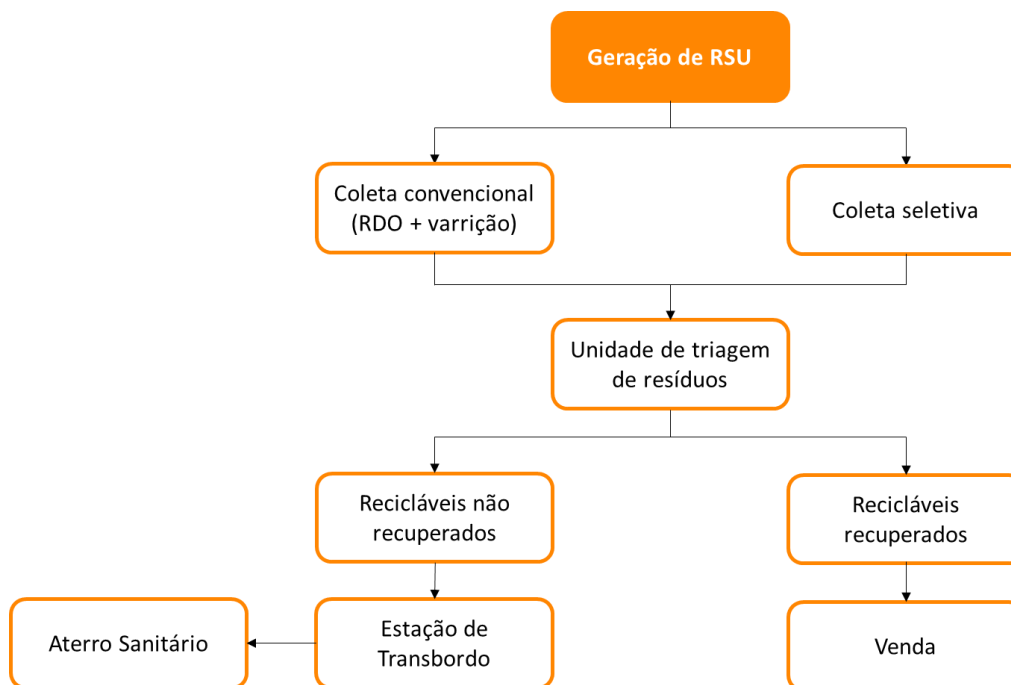 Geração de RSU
Coleta convencional
(RDO + varrição)
Coleta seletiva
Unidade de triagem
de resíduos
Recicláveis não
recuperados
Recicláveis
recuperados
Aterro Sanitário
Estação de
Transbordo
Venda